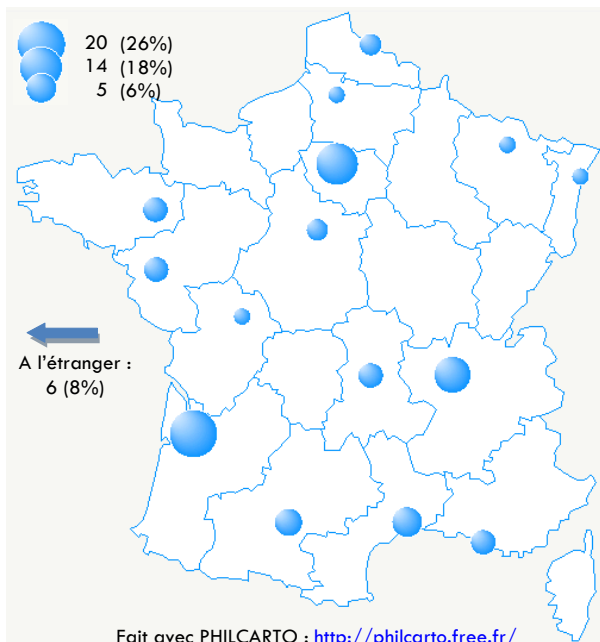 20 (26%)
14 (18%)
5 (6%)
A l'étranger :
6 (8%)
Fait avec PHILCARTO : http://philcarto.free.fr/